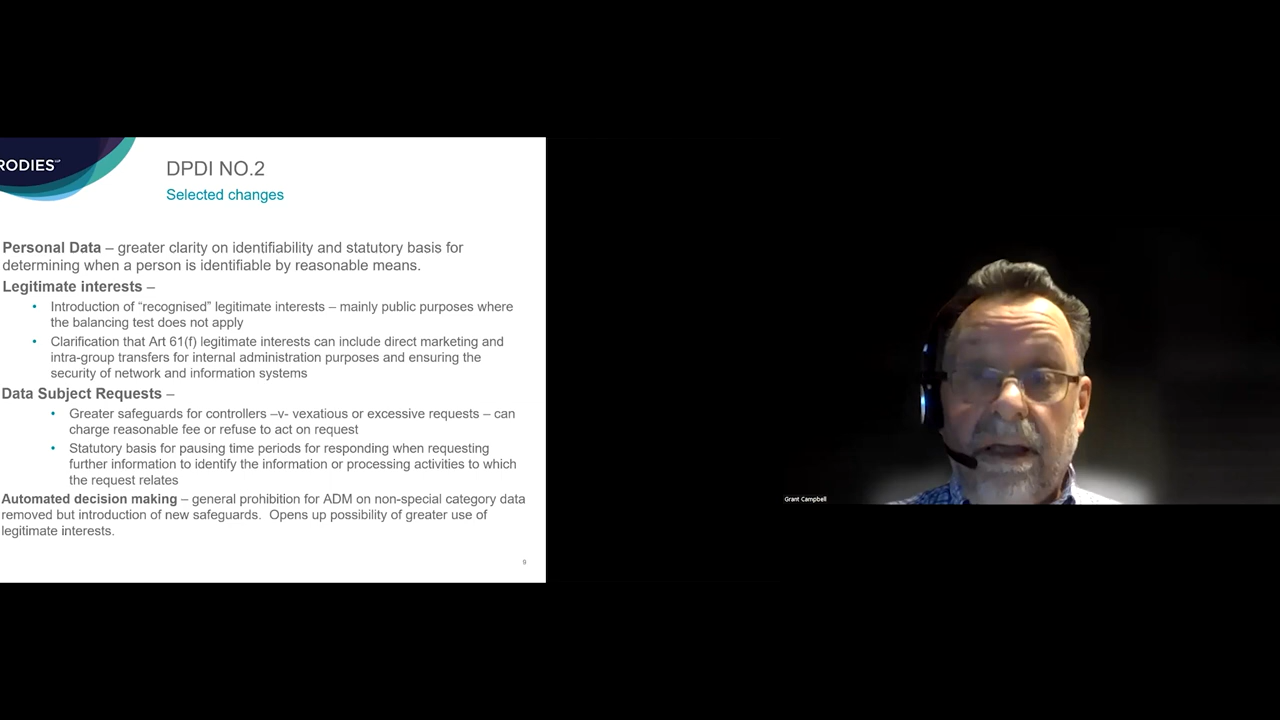 RODIES LLP
DPDI NO.2
Selected changes
Personal Data – greater clarity on identifiability and statutory basis for
determining when a person is identifiable by reasonable means.
Legitimate interests –
• Introduction of “recognised” legitimate interests – mainly public purposes where
the balancing test does not apply
• Clarification that Art 61(f) legitimate interests can include direct marketing and
intra-group transfers for internal administration purposes and ensuring the
security of network and information systems
Data Subject Requests –
• Greater safeguards for controllers –v- vexatious or excessive requests – can
charge reasonable fee or refuse to act on request
• Statutory basis for pausing time periods for responding when requesting
further information to identify the information or processing activities to which
the request relates
Automated decision making – general prohibition for ADM on non-special category data
removed but introduction of new safeguards. Opens up possibility of greater use of
legitimate interests.
9
Grant Campbell